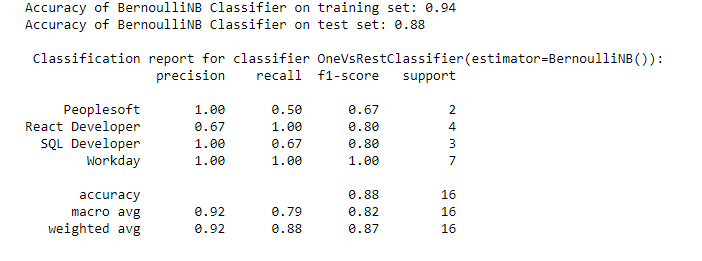 Accuracy of BernoulliNB Classifier on training set: 0.94
Accuracy of BernoulliNB Classifier on test set: 0.88
Classification report for classifier OneVsRestClassifier(estimator=BernoulliNB()):
precision recall f1-score support
Peoplesoft 1.00 0.50 0.67 2
React Developer 0.67 1.00 0.80 4
SQL Developer 1.00 0.67 0.80 3
Workday 1.00 1.00 1.00 7
accuracy 0.88 16
macro avg 0.92 0.79 0.82 16
weighted avg 0.92 0.88 0.87 16